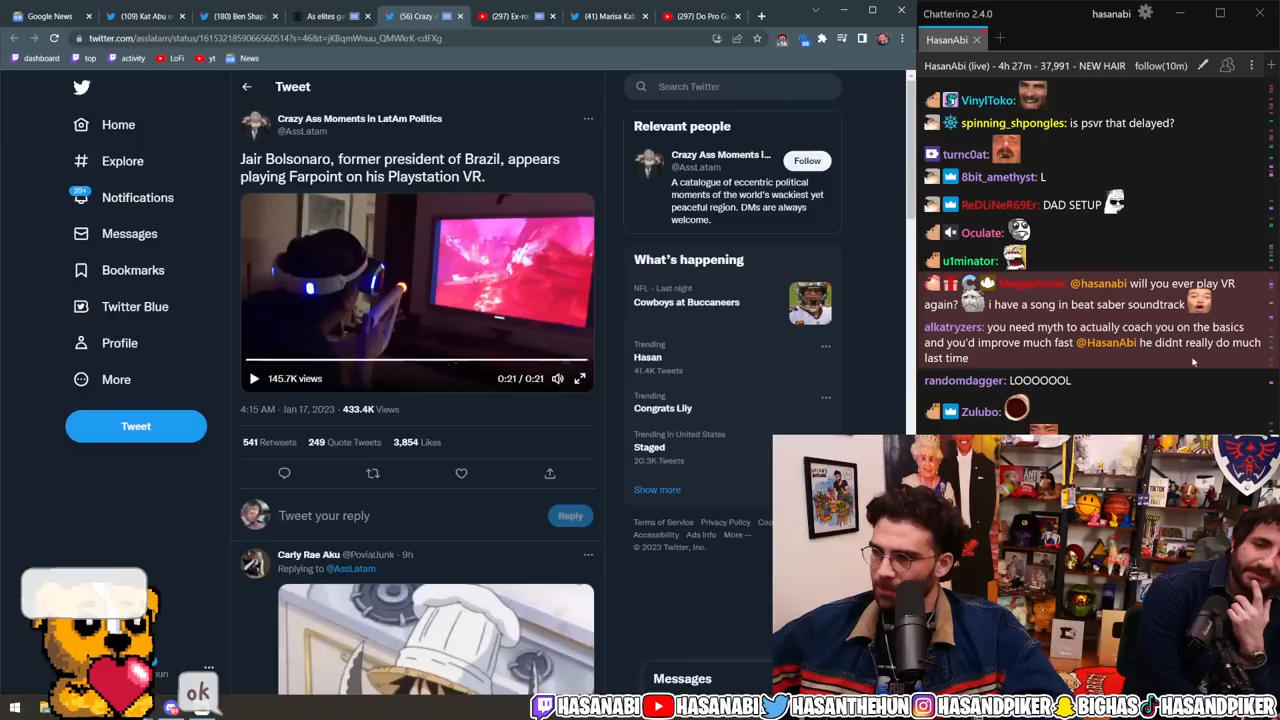 Google News
(109) Kat Abu o
(180) Ben Shap
As elites ga
(56) Crazy A
(297) Ex-ro
(41) Marisa Kab
(297) Do Pro G
twitter.com/asslatam/status/1615321859066560514?s=46&t=jKBqmWnuu_QMWkrK-cdFXg
dashboard
top
activity
LoFi
yt
News
Home
Explore
20+
Notifications
Messages
Bookmarks
Twitter Blue
Profile
More
Tweet
Tweet
Crazy Ass Moments in LatAm Politics
@AssLatam
Jair Bolsonaro, former president of Brazil, appears
playing Farpoint on his Playstation VR.
145.7K views
0:21 / 0:21
4:15 AM · Jan 17, 2023 · 433.4K Views
541 Retweets 249 Quote Tweets 3,854 Likes
Tweet your reply
Reply
Carly Rae Aku @PovialJunk · 9h
Replying to @AssLatam
Search Twitter
Relevant people
Crazy Ass Moments i...
@AssLatam
Follow
A catalogue of eccentric political
moments of the world's wackiest yet
peaceful region. DMs are always
welcome.
What's happening
NFL · Last night
Cowboys at Buccaneers
Trending
Hasan
41.4K Tweets
Trending
Congrats Lily
Trending in United States
Staged
20.3K Tweets
Show more
Terms of Service Privacy Policy Coo
Accessibility Ads Info More ···
© 2023 Twitter, Inc.
Messages
Chatterino 2.4.0
hasanabi
HasanAbi
HasanAbi (live) - 4h 27m - 37,991 - NEW HAIR
follow(10m)
VinylToko:
spinning_shpongles: is psvr that delayed?
turnc0at:
8bit_amethyst: L
ReDLiNeR69Er: DAD SETUP
Oculate:
u1minator:
Megaphonix: @hasanabi will you ever play VR
again? i have a song in beat saber soundtrack
alkatryzers: you need myth to actually coach you on the basics
and you'd improve much fast @HasanAbi he didnt really do much
last time
randomdagger: LOOOOOOL
Zulubo:
ok
HASANABI
HASANABI
HASANTHEHUN
HASANDPIKER
BIGHAS
HASANDPIKER